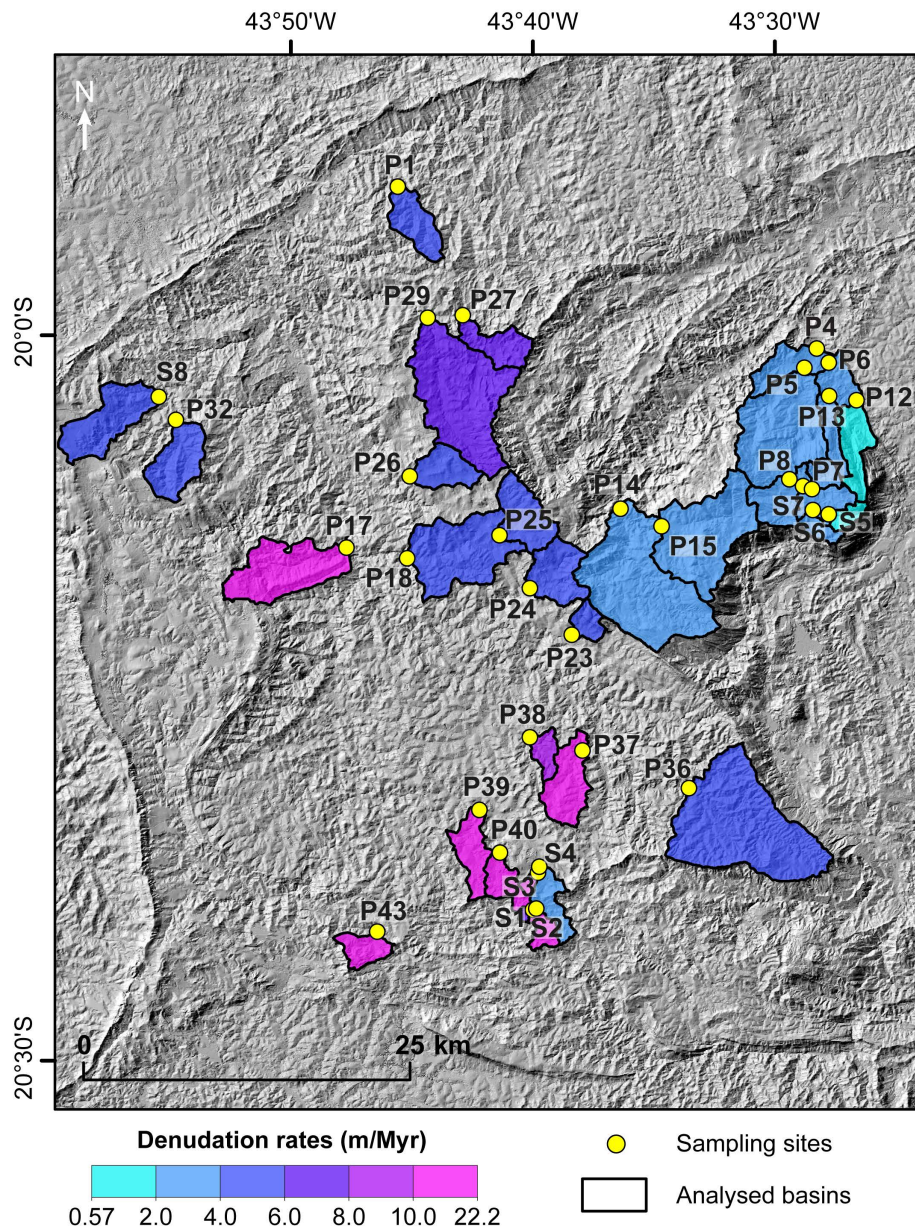 43°50'W 43°40'W 43°30'W
N
P1
P29 P27
20°0'S
P4
P6
P5
S8
P12
P13
P32
P26
P8 P7
P14
S7
S5
P25
S6
P17
P15
P18
P24
P23
P38
P37
P36
P39
P40
S4
S3
S1
S2
P43
20°30'S
0 25 km
Denudation rates (m/Myr)
0.57 2.0 4.0 6.0 8.0 10.0 22.2
Sampling sites
Analysed basins